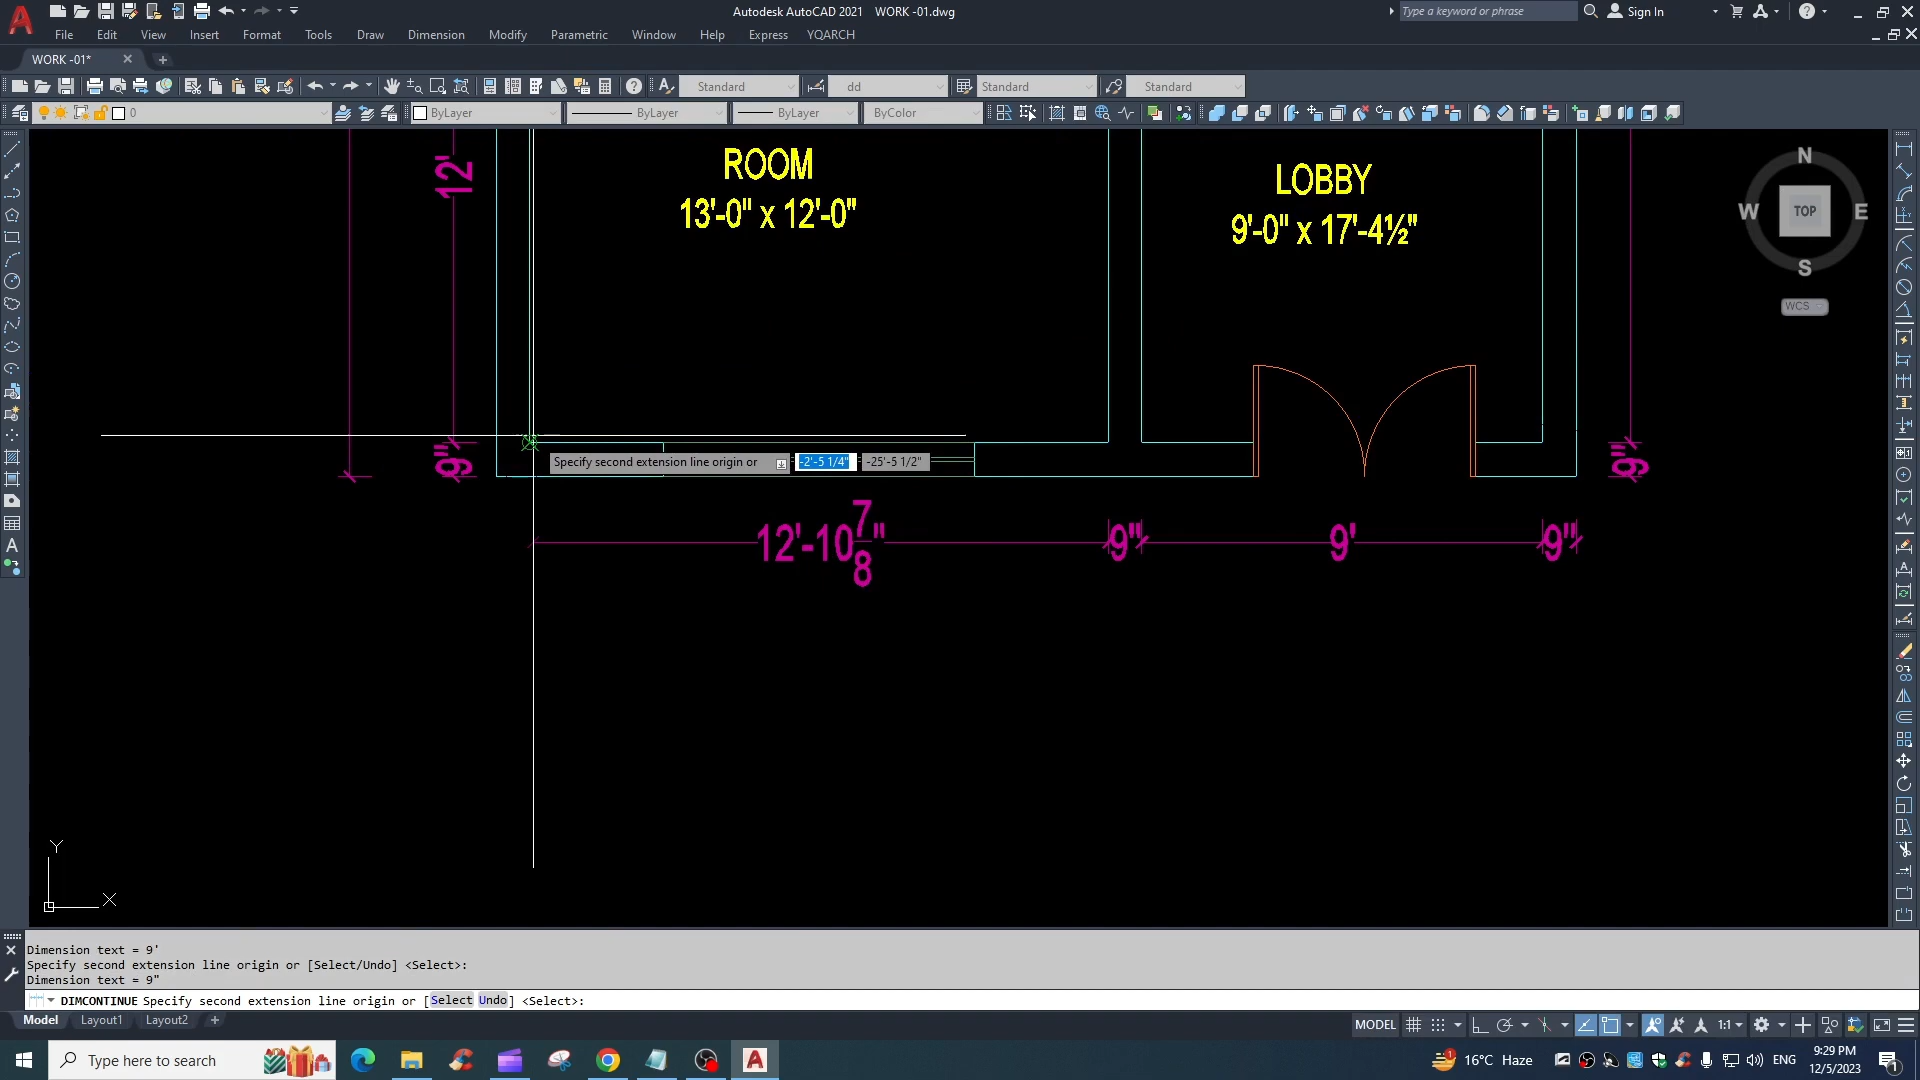 Autodesk AutoCAD 2021 WORK -01.dwg
Type a keyword or phrase
Sign In
File Edit View Insert Format Tools Draw Dimension Modify Parametric Window Help Express YQARCH
WORK -01*
Standard dd Standard Standard
0 ByLayer ByLayer ByLayer ByColor
ROOM
13'-0" x 12'-0"
LOBBY
9'-0" x 17'-4½"
12'
9"
9"
N
W TOP E
S
WCS
Specify second extension line origin or -2'-5 1/4" -25'-5 1/2"
12'-10 7/8" 9" 9' 9"
Y
X
Dimension text = 9'
Specify second extension line origin or [Select/Undo] <Select>:
Dimension text = 9"
DIMCONTINUE Specify second extension line origin or [Select Undo] <Select>:
Model Layout1 Layout2
MODEL 1:1
Type here to search
16°C Haze
ENG
9:29 PM
12/5/2023